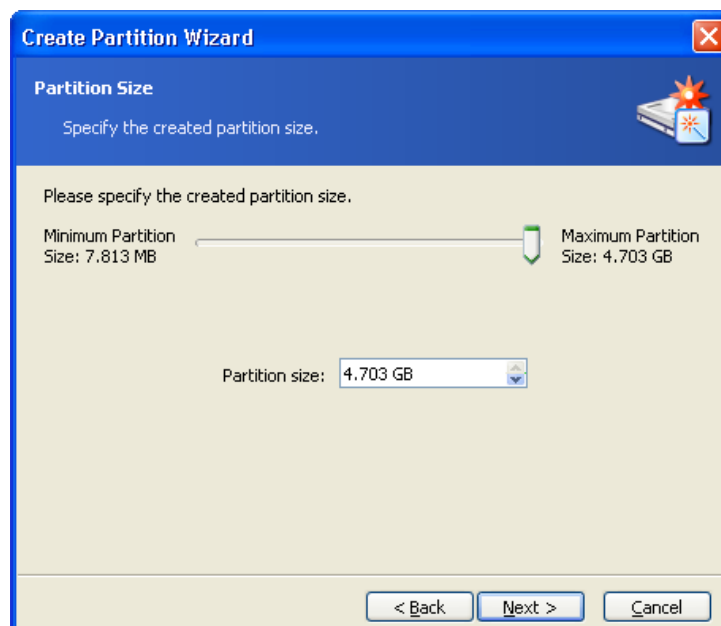 Create Partition Wizard
Partition Size
Specify the created partition size.
Please specify the created partition size.
Minimum Partition
Size: 7.813 MB
Maximum Partition
Size: 4.703 GB
Partition size: 4.703 GB
< Back Next > Cancel